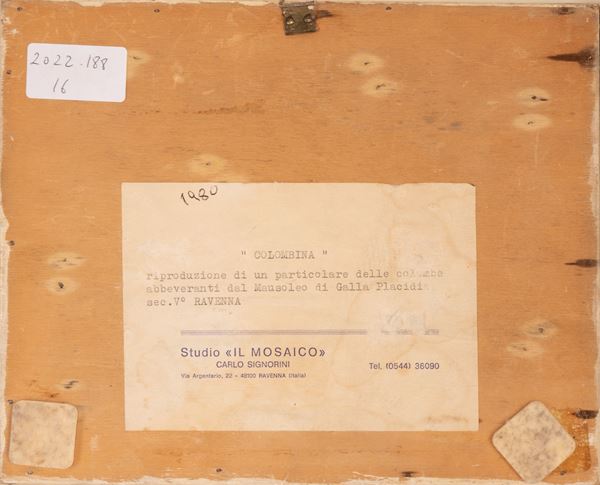 2022.188
16
1980
" COLOMBINA "
riproduzione di un particolare delle colombe
abbeveranti dal Mausoleo di Galla Placidia
sec.V° RAVENNA
Studio «IL MOSAICO»
CARLO SIGNORINI
Tel. (0544) 36090
Via Argentario, 22 - 48100 RAVENNA (Italia)